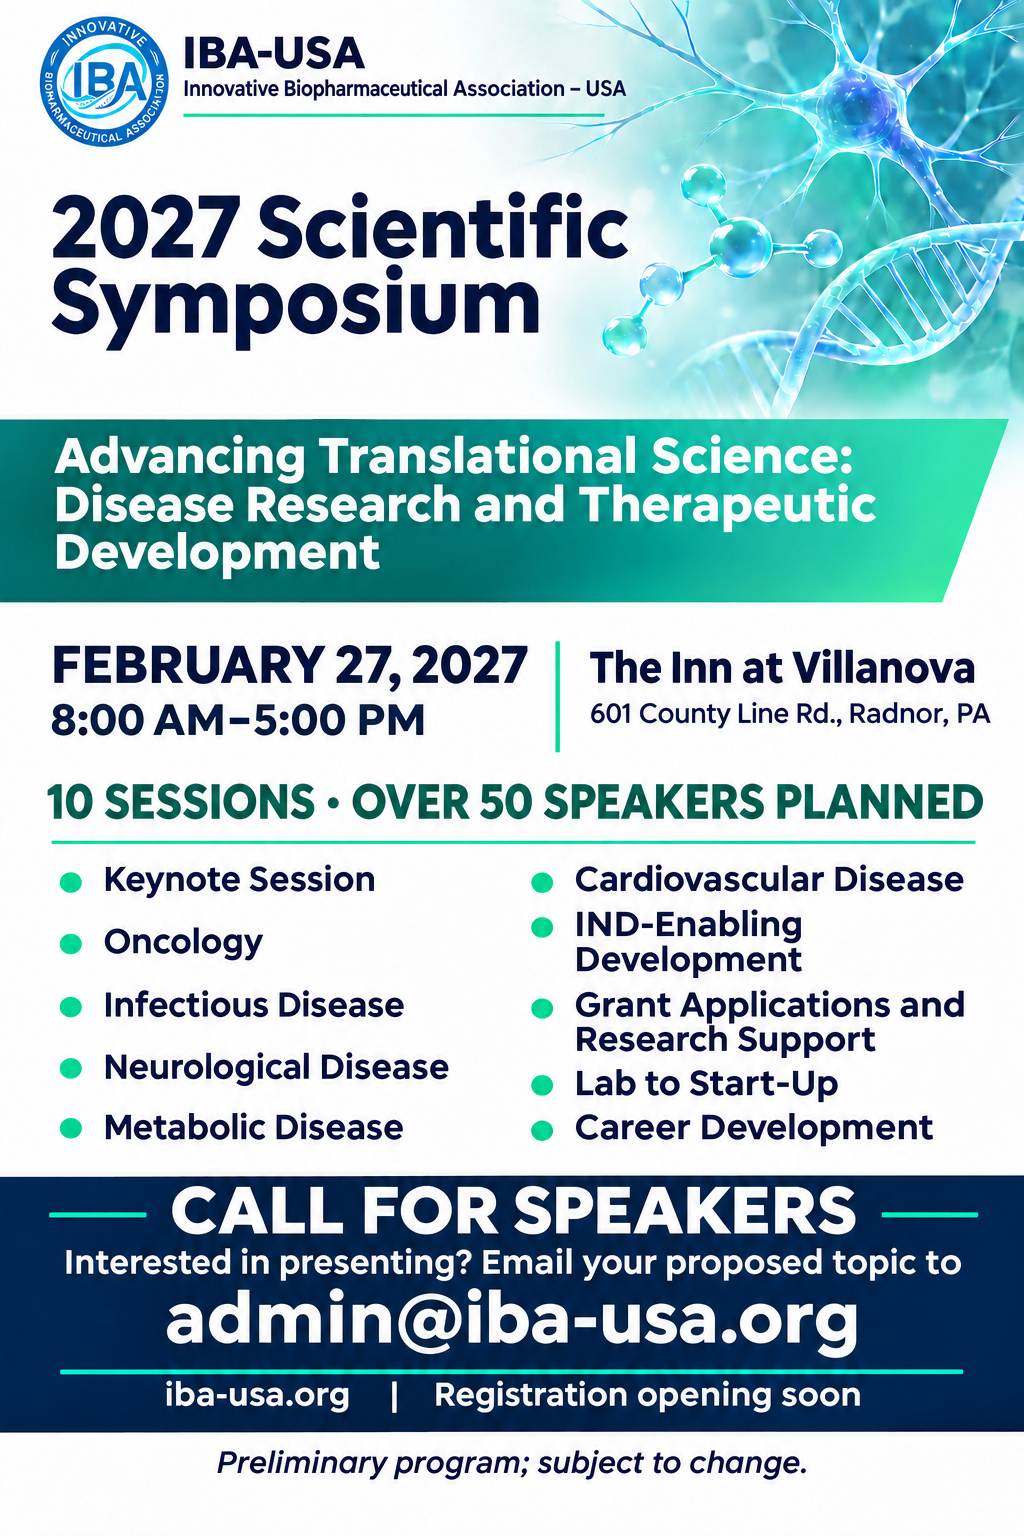 INNOVATIVE
IBA
BIOPHARMACEUTICAL ASSOCIATION
IBA-USA
Innovative Biopharmaceutical Association – USA
2027 Scientific
Symposium
Advancing Translational Science:
Disease Research and Therapeutic
Development
FEBRUARY 27, 2027
8:00 AM–5:00 PM
The Inn at Villanova
601 County Line Rd., Radnor, PA
10 SESSIONS • OVER 50 SPEAKERS PLANNED
Keynote Session
Oncology
Infectious Disease
Neurological Disease
Metabolic Disease
Cardiovascular Disease
IND-Enabling
Development
Grant Applications and
Research Support
Lab to Start-Up
Career Development
CALL FOR SPEAKERS
Interested in presenting? Email your proposed topic to
admin@iba-usa.org
iba-usa.org | Registration opening soon
Preliminary program; subject to change.